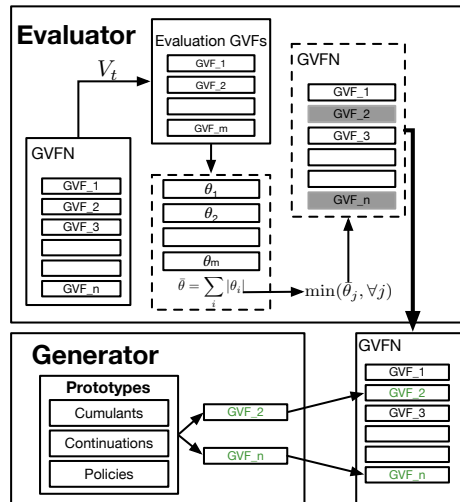 Evaluator
Evaluation GVFs
GVF_1
GVF_2
GVF_m
V_t
GVFN
GVF_1
GVF_2
GVF_3
GVF_n
θ_1
θ_2
θ_m
θ̄ = ∑_i |θ_i|
min(θ̄_j, ∀j)
GVFN
GVF_1
GVF_2
GVF_3
GVF_n
Generator
Prototypes
Cumulants
Continuations
Policies
GVF_2
GVF_n
GVFN
GVF_1
GVF_2
GVF_3
GVF_n